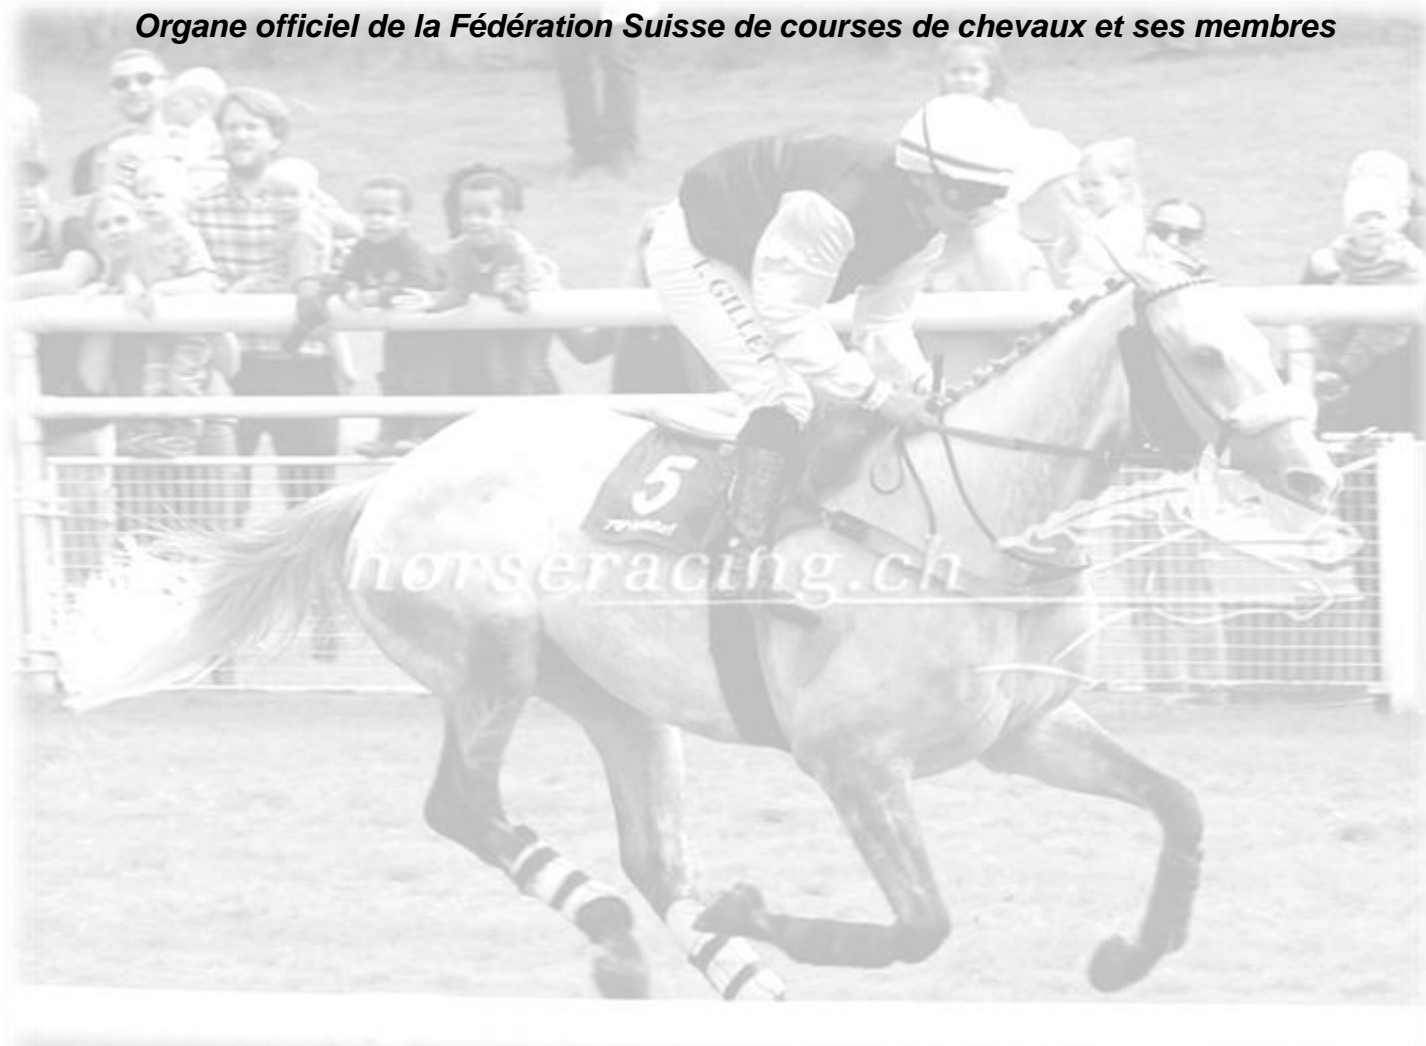 Organe officiel de la Fédération Suisse de courses de chevaux et ses membres
GILLET
5
horseracing.ch